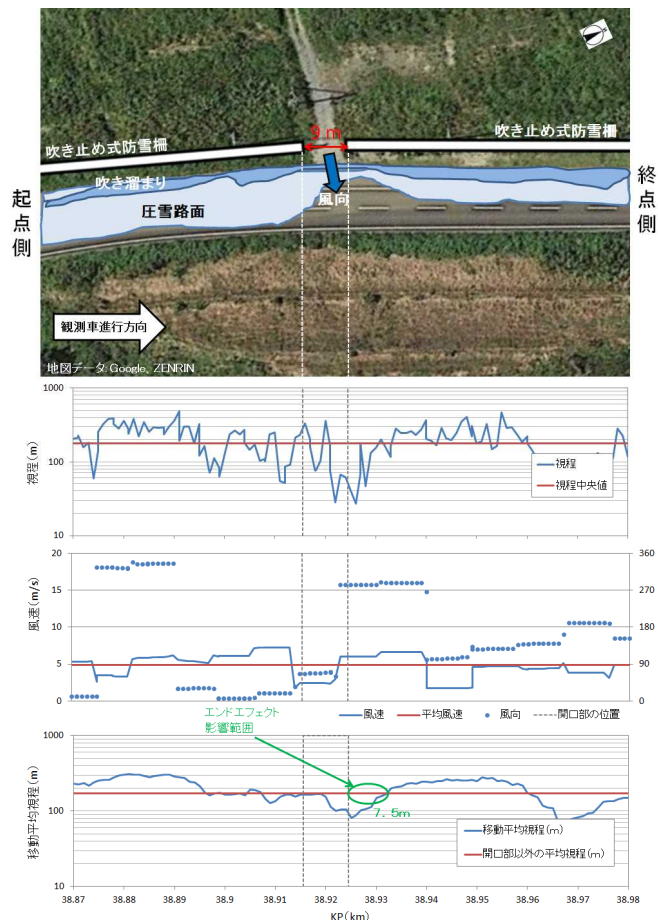 9 m
吹き止め式防雪柵
吹き止め式防雪柵
吹き溜まり
風向
圧雪路面
起点側
終点側
観測車進行方向
地図データ:Google, ZENRIN
1000
100
10
視程(m)
視程
視程中央値
20
15
10
5
0
風速(m/s)
360
270
180
90
0
風速
平均風速
風向
開口部の位置
エンドエフェクト
影響範囲
7.5m
1000
100
10
移動平均視程(m)
移動平均視程(m)
開口部以外の平均視程(m)
38.87 38.88 38.89 38.9 38.91 38.92 38.93 38.94 38.95 38.96 38.97 38.98
KP(km)